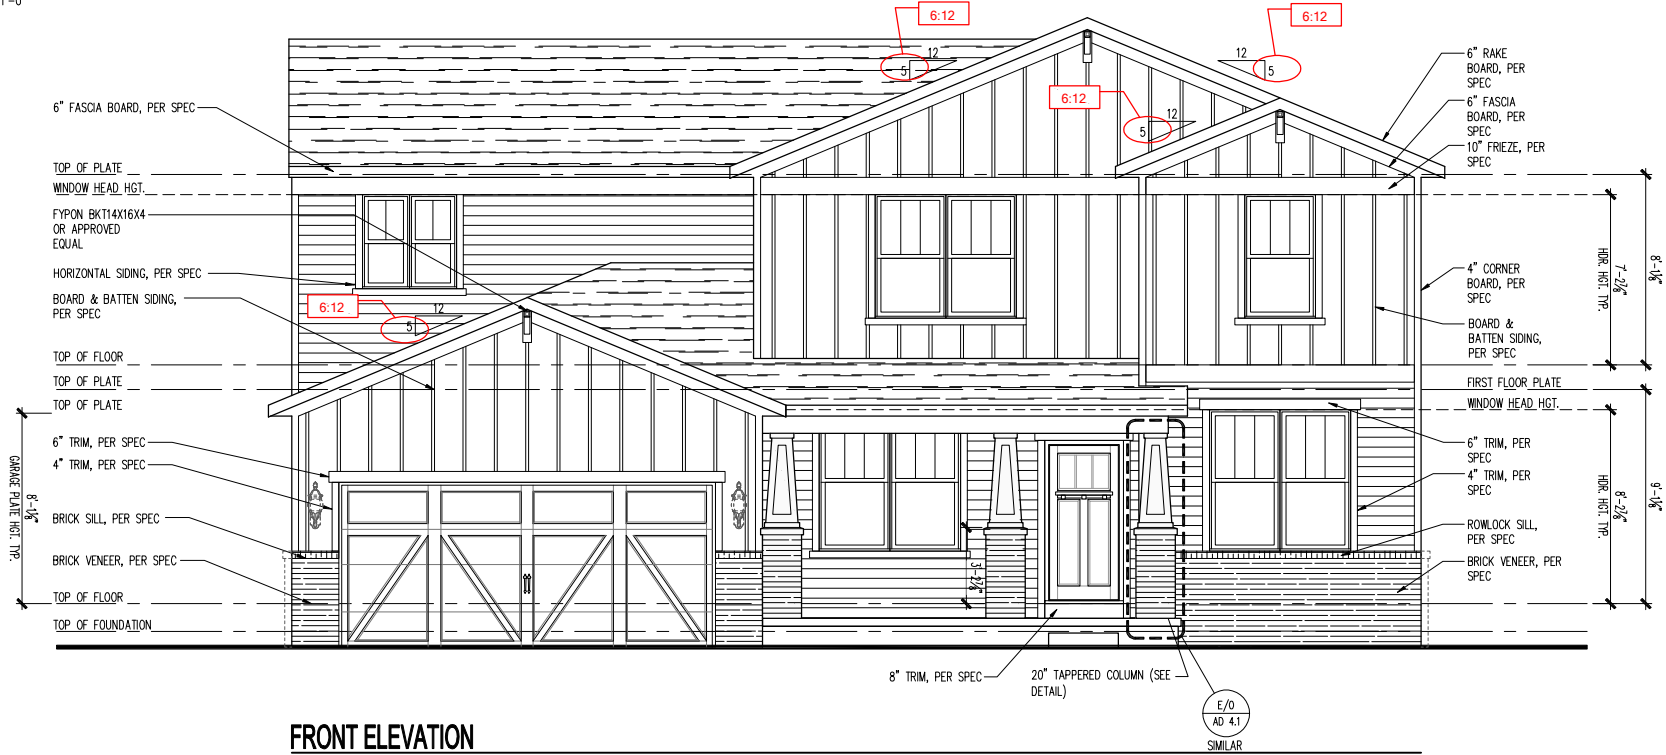 1'-0"
6:12
6:12
12
5
12
5
6:12
12
5
6" FASCIA BOARD, PER SPEC
TOP OF PLATE
WINDOW HEAD HGT.
FYPON BKT14X16X4
OR APPROVED
EQUAL
HORIZONTAL SIDING, PER SPEC
BOARD & BATTEN SIDING,
PER SPEC
6:12
12
5
TOP OF FLOOR
TOP OF PLATE
TOP OF PLATE
6" TRIM, PER SPEC
4" TRIM, PER SPEC
8'-1⅛"
GARAGE PLATE HGT. TYP.
BRICK SILL, PER SPEC
BRICK VENEER, PER SPEC
TOP OF FLOOR
TOP OF FOUNDATION
6" RAKE
BOARD, PER
SPEC
6" FASCIA
BOARD, PER
SPEC
10" FRIEZE, PER
SPEC
4" CORNER
BOARD, PER
SPEC
BOARD &
BATTEN SIDING,
PER SPEC
7'-2⅞"
HDR. HGT. TYP.
8'-1⅛"
FIRST FLOOR PLATE
WINDOW HEAD HGT.
6" TRIM, PER
SPEC
4" TRIM, PER
SPEC
ROWLOCK SILL,
PER SPEC
BRICK VENEER, PER
SPEC
8'-2⅞"
HDR. HGT. TYP.
9'-1⅛"
3'-2⅞"
8" TRIM, PER SPEC
20" TAPPERED COLUMN (SEE
DETAIL)
E/0
AD 4.1
SIMILAR
FRONT ELEVATION